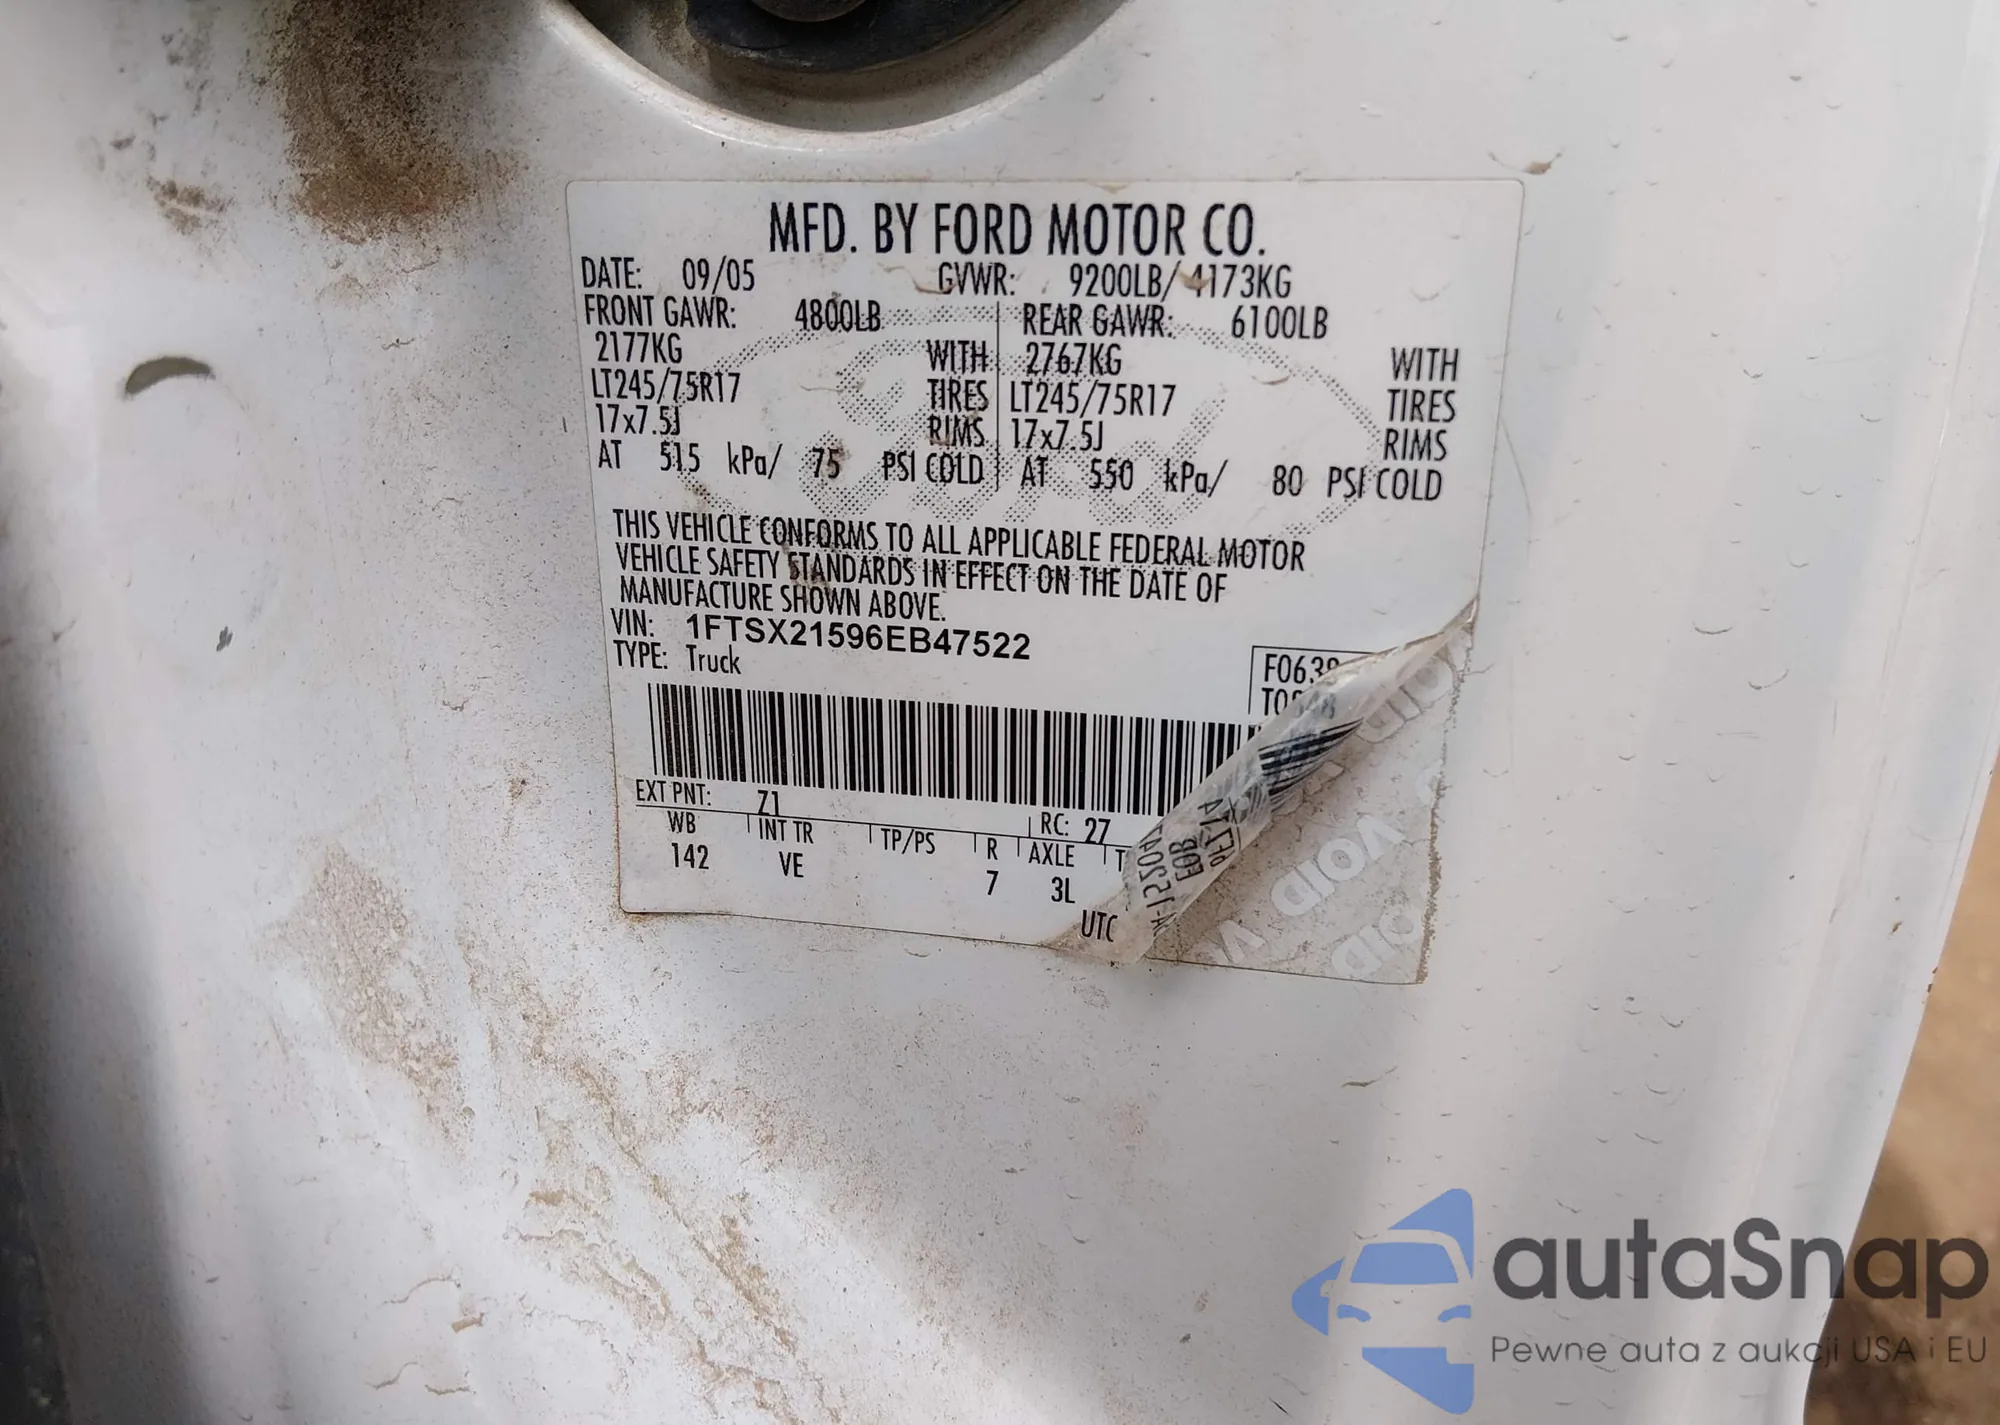 MFD. BY FORD MOTOR CO.
DATE: 09/05 GVWR: 9200LB/ 4173KG
FRONT GAWR: 4800LB REAR GAWR: 6100LB
2177KG WITH 2767KG WITH
LT245/75R17 TIRES LT245/75R17 TIRES
17x7.5J RIMS 17x7.5J RIMS
AT 515 kPa/ 75 PSI COLD AT 550 kPa/ 80 PSI COLD
THIS VEHICLE CONFORMS TO ALL APPLICABLE FEDERAL MOTOR
VEHICLE SAFETY STANDARDS IN EFFECT ON THE DATE OF
MANUFACTURE SHOWN ABOVE.
VIN: 1FTSX21596EB47522
TYPE: Truck
EXT PNT: Z1 RC: 27
WB INT TR TP/PS R AXLE
142 VE 7 3L
UTC
VOID
VOID
autaSnap
Pewne auta z aukcji USA i EU